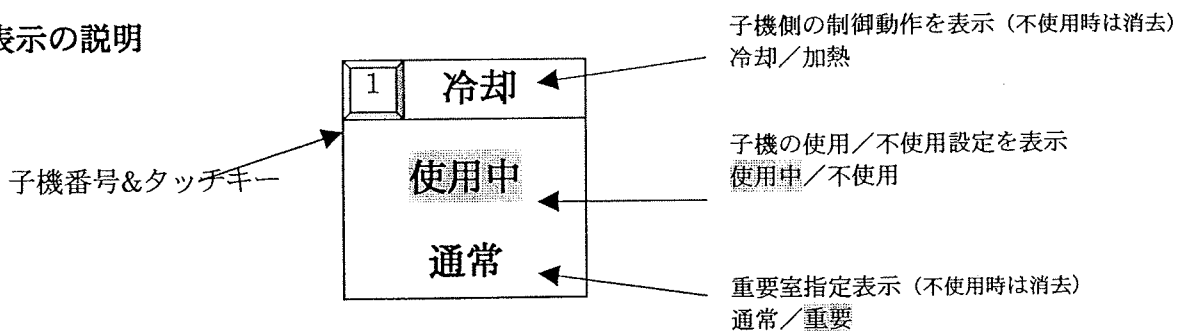 表示の説明
子機側の制御動作を表示（不使用時は消去）
冷却／加熱
1 冷却
子機番号&タッチキー
使用中
子機の使用／不使用設定を表示
使用中／不使用
通常
重要室指定表示（不使用時は消去）
通常／重要